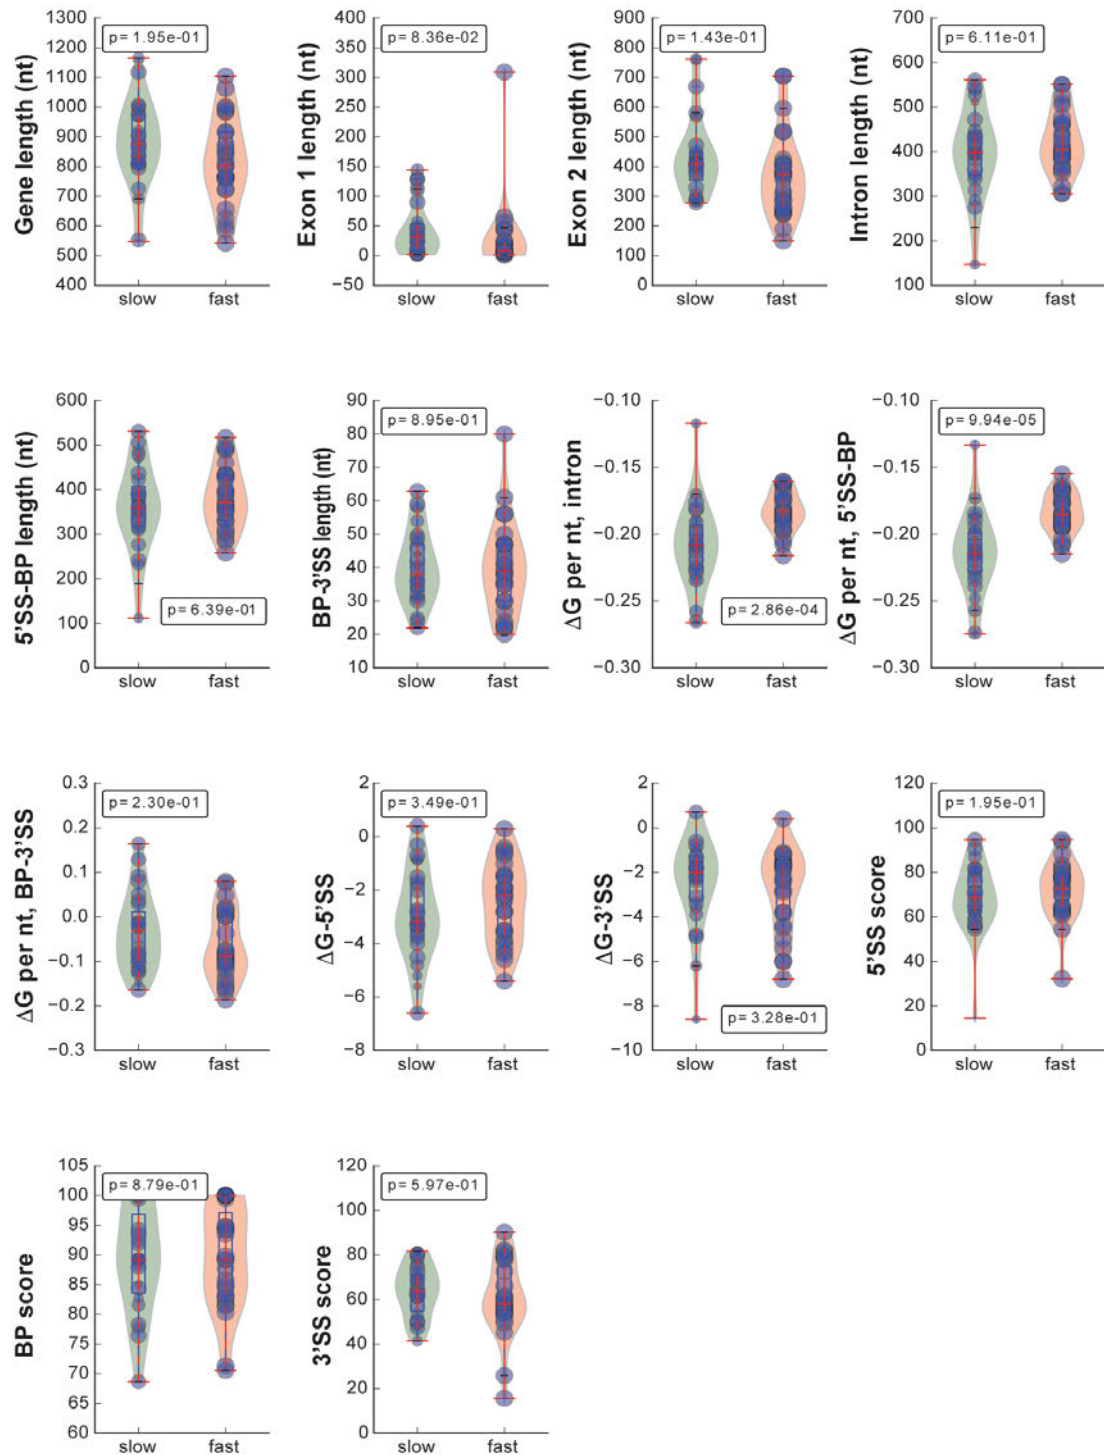 Gene length (nt)
1300
1200
1100
1000
900
800
700
600
500
400
p= 1.95e-01
slow
fast
Exon 1 length (nt)
400
350
300
250
200
150
100
50
0
−50
p= 8.36e-02
slow
fast
Exon 2 length (nt)
900
800
700
600
500
400
300
200
100
0
p= 1.43e-01
slow
fast
Intron length (nt)
700
600
500
400
300
200
100
p= 6.11e-01
slow
fast
5'SS-BP length (nt)
600
500
400
300
200
100
0
p= 6.39e-01
slow
fast
BP-3'SS length (nt)
90
80
70
60
50
40
30
20
10
p= 8.95e-01
slow
fast
ΔG per nt, intron
−0.10
−0.15
−0.20
−0.25
−0.30
p= 2.86e-04
slow
fast
ΔG per nt, 5'SS-BP
−0.10
−0.15
−0.20
−0.25
−0.30
p= 9.94e-05
slow
fast
ΔG per nt, BP-3'SS
0.3
0.2
0.1
0.0
−0.1
−0.2
−0.3
p= 2.30e-01
slow
fast
ΔG-5'SS
2
0
−2
−4
−6
−8
p= 3.49e-01
slow
fast
ΔG-3'SS
2
0
−2
−4
−6
−8
−10
p= 3.28e-01
slow
fast
5'SS score
120
100
80
60
40
20
0
p= 1.95e-01
slow
fast
BP score
105
100
95
90
85
80
75
70
65
60
p= 8.79e-01
slow
fast
3'SS score
120
100
80
60
40
20
0
p= 5.97e-01
slow
fast